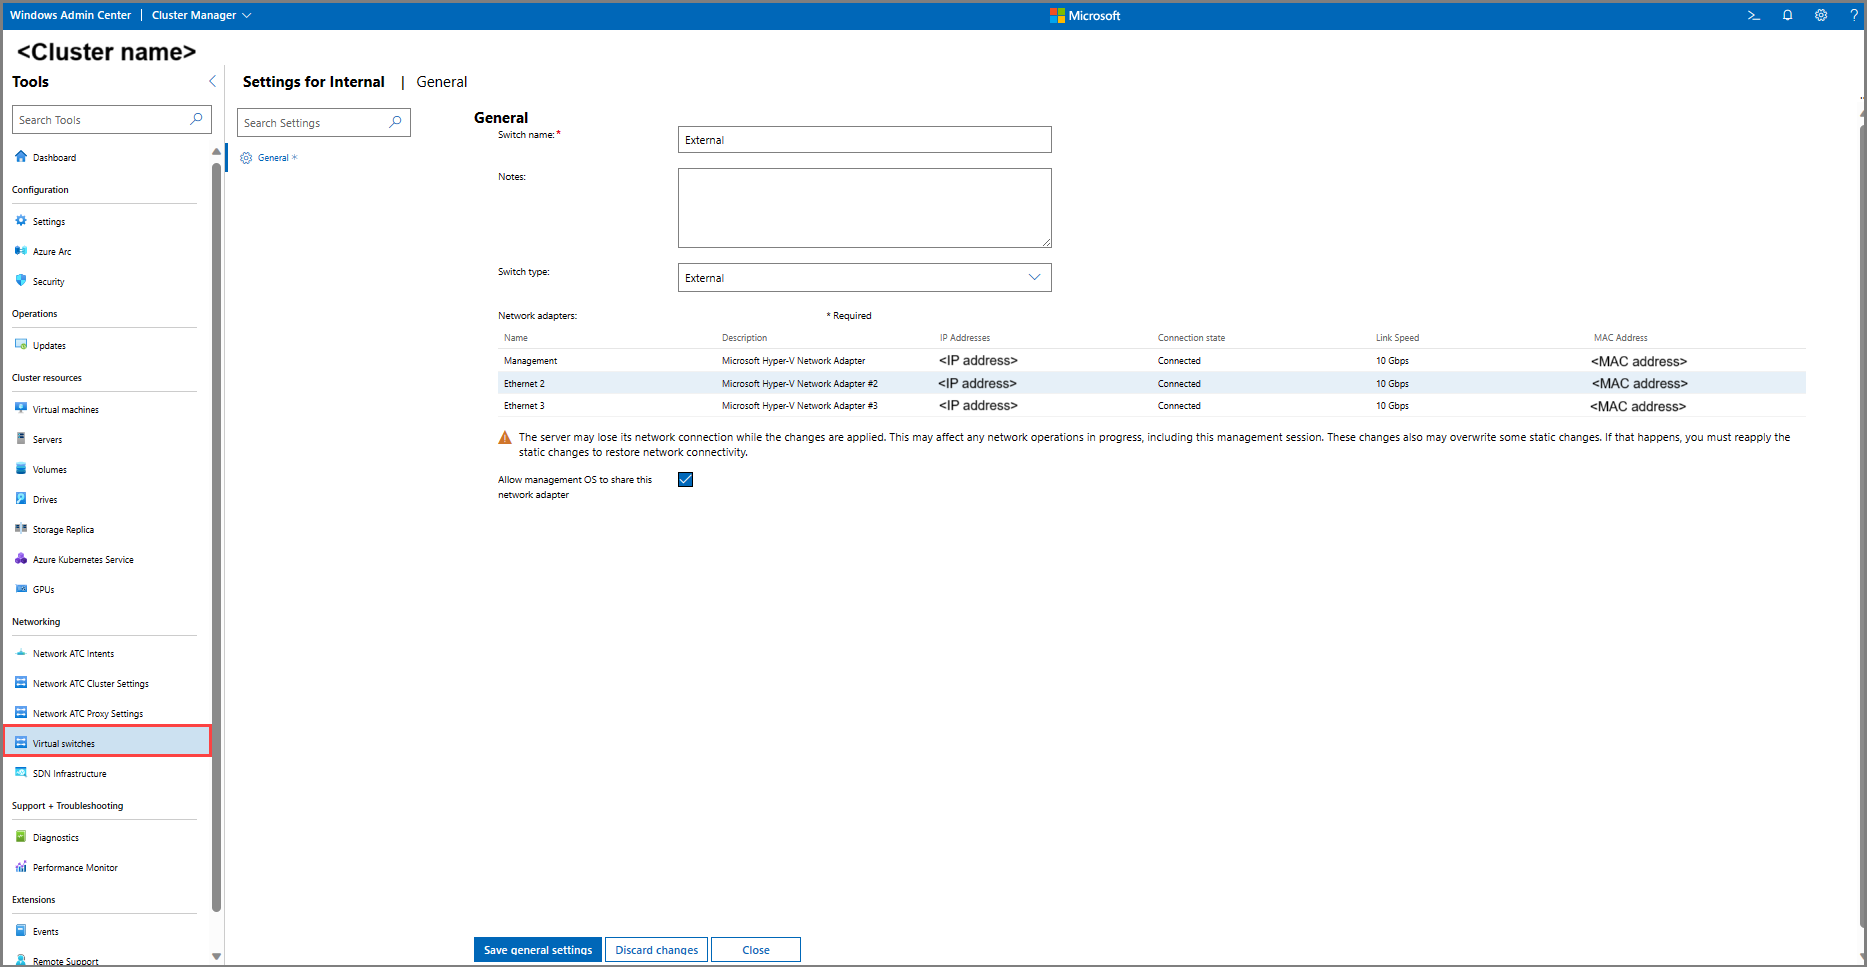 Windows Admin Center | Cluster Manager
Microsoft
<Cluster name>
Tools
Search Tools
Dashboard
Configuration
Settings
Azure Arc
Security
Operations
Updates
Cluster resources
Virtual machines
Servers
Volumes
Drives
Storage Replica
Azure Kubernetes Service
GPUs
Networking
Network ATC Intents
Network ATC Cluster Settings
Network ATC Proxy Settings
Virtual switches
SDN Infrastructure
Support + Troubleshooting
Diagnostics
Performance Monitor
Extensions
Events
Remote Support
Settings for Internal | General
Search Settings
General *
General
Switch name: *
External
Notes:
Switch type:
External
Network adapters:
* Required
Name Description IP Addresses Connection state Link Speed MAC Address
Management Microsoft Hyper-V Network Adapter <IP address> Connected 10 Gbps <MAC address>
Ethernet 2 Microsoft Hyper-V Network Adapter #2 <IP address> Connected 10 Gbps <MAC address>
Ethernet 3 Microsoft Hyper-V Network Adapter #3 <IP address> Connected 10 Gbps <MAC address>
The server may lose its network connection while the changes are applied. This may affect any network operations in progress, including this management session. These changes also may overwrite some static changes. If that happens, you must reapply the
static changes to restore network connectivity.
Allow management OS to share this
network adapter
Save general settings
Discard changes
Close